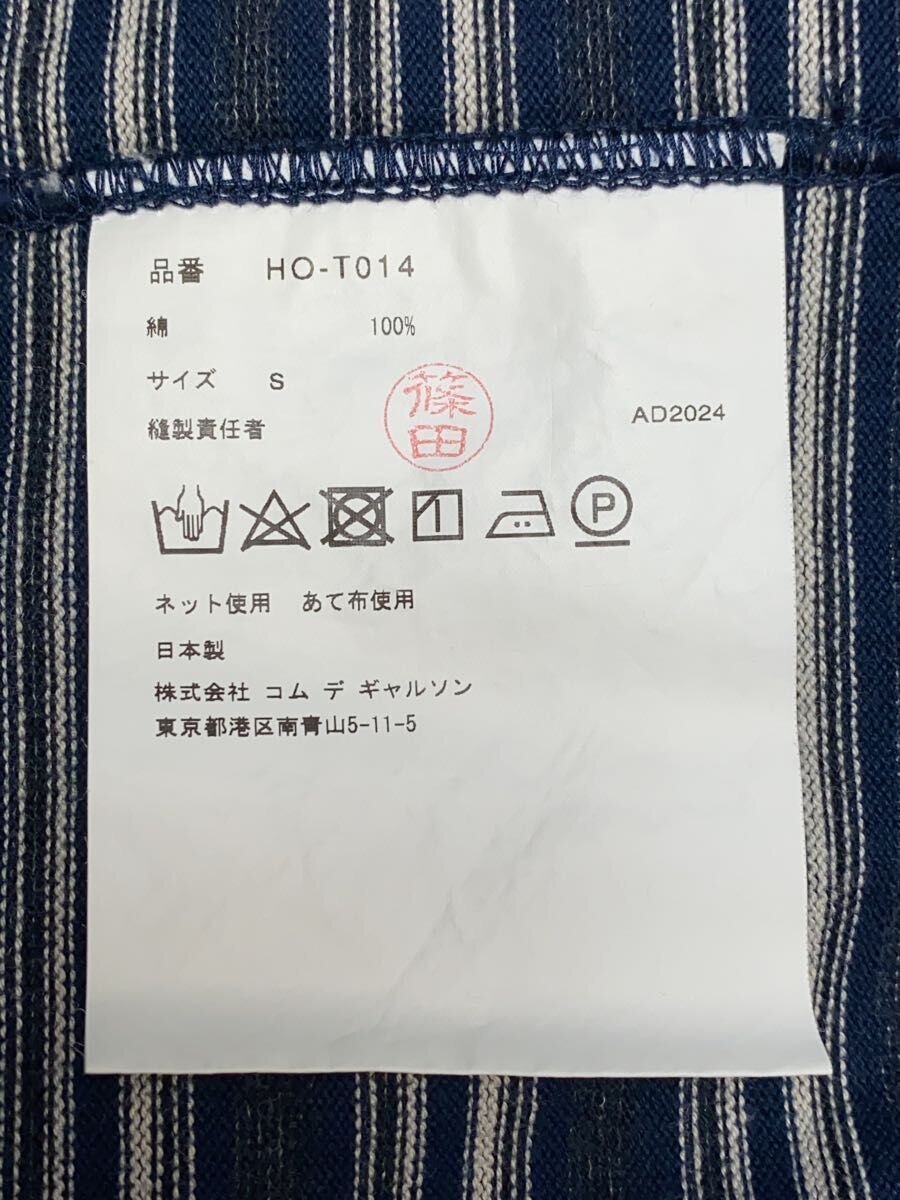 品番 HO-T014
綿 100%
サイズ S
篠田
縫製責任者
AD2024
P
ネット使用 あて布使用
日本製
株式会社 コム デ ギャルソン
東京都港区南青山5-11-5